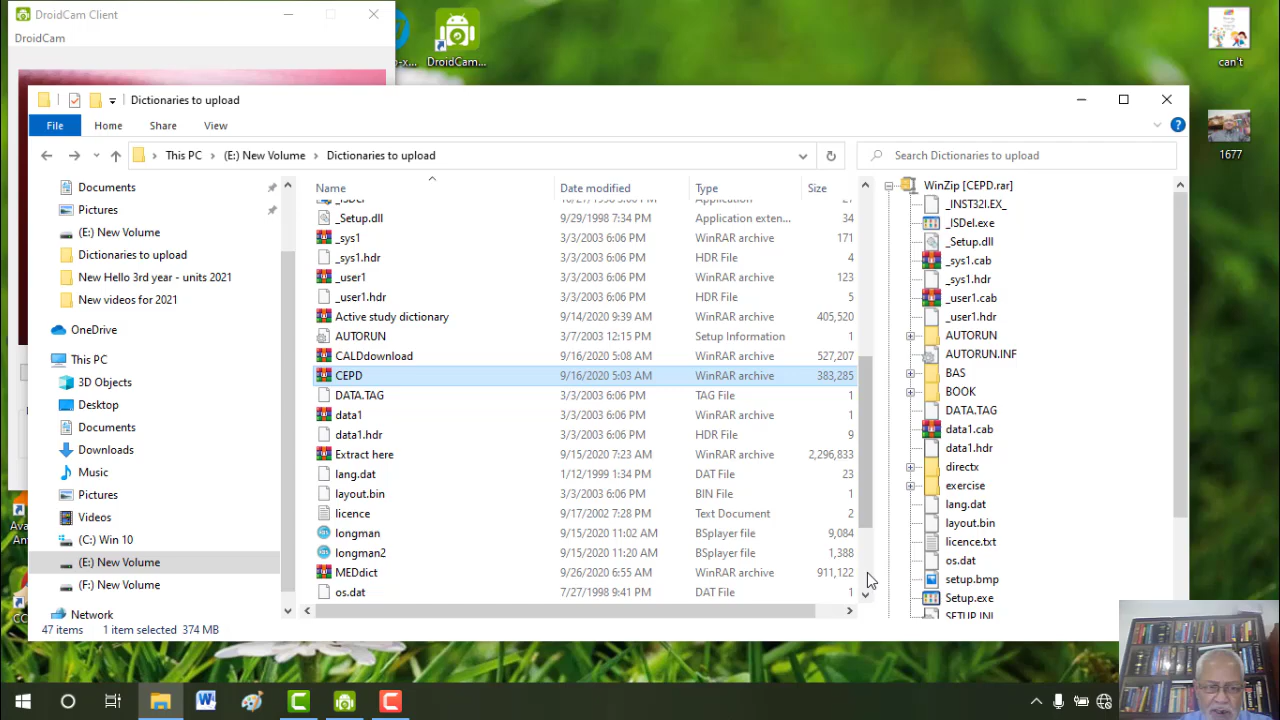 DroidCam Client
DroidCam
DroidCam...
can't
1677
Dictionaries to upload
File Home Share View
This PC > (E:) New Volume > Dictionaries to upload
Search Dictionaries to upload
Documents
Pictures
(E:) New Volume
Dictionaries to upload
New Hello 3rd year - units 2021
New videos for 2021
OneDrive
This PC
3D Objects
Desktop
Documents
Downloads
Music
Pictures
Videos
(C:) Win 10
(E:) New Volume
(F:) New Volume
Network
Name Date modified Type Size
_Setup.dll 9/29/1998 7:34 PM Application exten... 34
_sys1 3/3/2003 6:06 PM WinRAR archive 171
_sys1.hdr 3/3/2003 6:06 PM HDR File 4
_user1 3/3/2003 6:06 PM WinRAR archive 123
_user1.hdr 3/3/2003 6:06 PM HDR File 5
Active study dictionary 9/14/2020 9:39 AM WinRAR archive 405,520
AUTORUN 3/7/2003 12:15 PM Setup Information 1
CALDdownload 9/16/2020 5:08 AM WinRAR archive 527,207
CEPD 9/16/2020 5:03 AM WinRAR archive 383,285
DATA.TAG 3/3/2003 6:06 PM TAG File 1
data1 3/3/2003 6:06 PM WinRAR archive 1
data1.hdr 3/3/2003 6:06 PM HDR File 9
Extract here 9/15/2020 7:23 AM WinRAR archive 2,296,833
lang.dat 1/12/1999 1:34 PM DAT File 23
layout.bin 3/3/2003 6:06 PM BIN File 1
licence 9/17/2002 7:28 PM Text Document 2
longman 9/15/2020 11:02 AM BSplayer file 9,084
longman2 9/15/2020 11:20 AM BSplayer file 1,388
MEDdict 9/26/2020 6:55 AM WinRAR archive 911,122
os.dat 7/27/1998 9:41 PM DAT File 1
WinZip [CEPD.rar]
_INST32I.EX_
_ISDel.exe
_Setup.dll
_sys1.cab
_sys1.hdr
_user1.cab
_user1.hdr
AUTORUN
AUTORUN.INF
BAS
BOOK
DATA.TAG
data1.cab
data1.hdr
directx
exercise
lang.dat
layout.bin
licence.txt
os.dat
setup.bmp
Setup.exe
SETUP.INI
47 items 1 item selected 374 MB